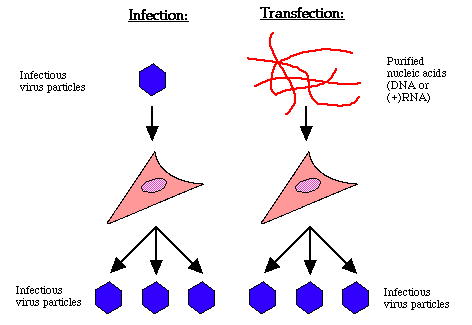 Infection:
Transfection:
Infectious
virus particles
Purified
nucleic acids
(DNA or
(+)RNA)
Infectious
virus particles
Infectious
virus particles